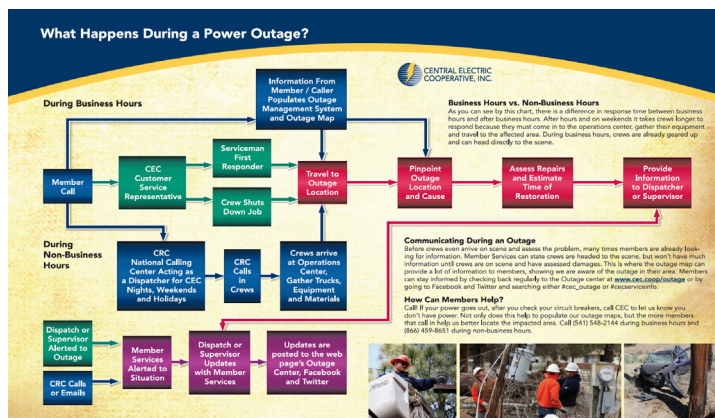 What Happens During a Power Outage?
CENTRAL ELECTRIC
COOPERATIVE, INC.
During Business Hours
Information From
Member / Caller
Populates Outage
Management System
and Outage Map
Business Hours vs. Non-Business Hours
As you can see by this chart, there is a difference in response time between business
hours and after business hours. After hours and on weekends it takes crews longer to
respond because they must come in to the operations center, gather their equipment
and travel to the affected area. During business hours, crews are already geared up
and can head directly to the scene.
Member
Call
CEC
Customer
Service
Representative
Serviceman
First
Responder
Crew Shuts
Down Job
Travel to
Outage
Location
Pinpoint
Outage
Location
and Cause
Assess Repairs
and Estimate
Time of
Restoration
Provide
Information
to Dispatcher
or Supervisor
During
Non-Business
Hours
CRC
National Calling
Center Acting as
a Dispatcher for CEC
Nights, Weekends
and Holidays
CRC
Calls
in
Crews
Crews arrive
at Operations
Center,
Gather Trucks,
Equipment
and Materials
Communicating During an Outage
Before crews even arrive on scene and assess the problem, many times members are already look-
ing for information. Member Services can state crews are headed to the scene, but won't have much
information until crews are on scene and have assessed damages. This is where the outage map can
provide a lot of information to members, showing we are aware of the outage in their area. Members
can stay informed by checking back regularly to the Outage center at www.cec.coop/outage or by
going to Facebook and Twitter and searching either #cec_outage or #cecserviceinfo.
How Can Members Help?
Call! If your power goes out, after you check your circuit breakers, call CEC to let us know you
don't have power. Not only does this help to populate our outage maps, but the more members
that call in help us better locate the impacted area. Call (541) 548-2144 during business hours and
(866) 459-8651 during non-business hours.
Dispatch or
Supervisor
Alerted to
Outage
CRC Calls
or Emails
Member
Services
Alerted to
Situation
Dispatch or
Supervisor
Updates
with Member
Services
Updates are
posted to the web
page's Outage
Center, Facebook
and Twitter